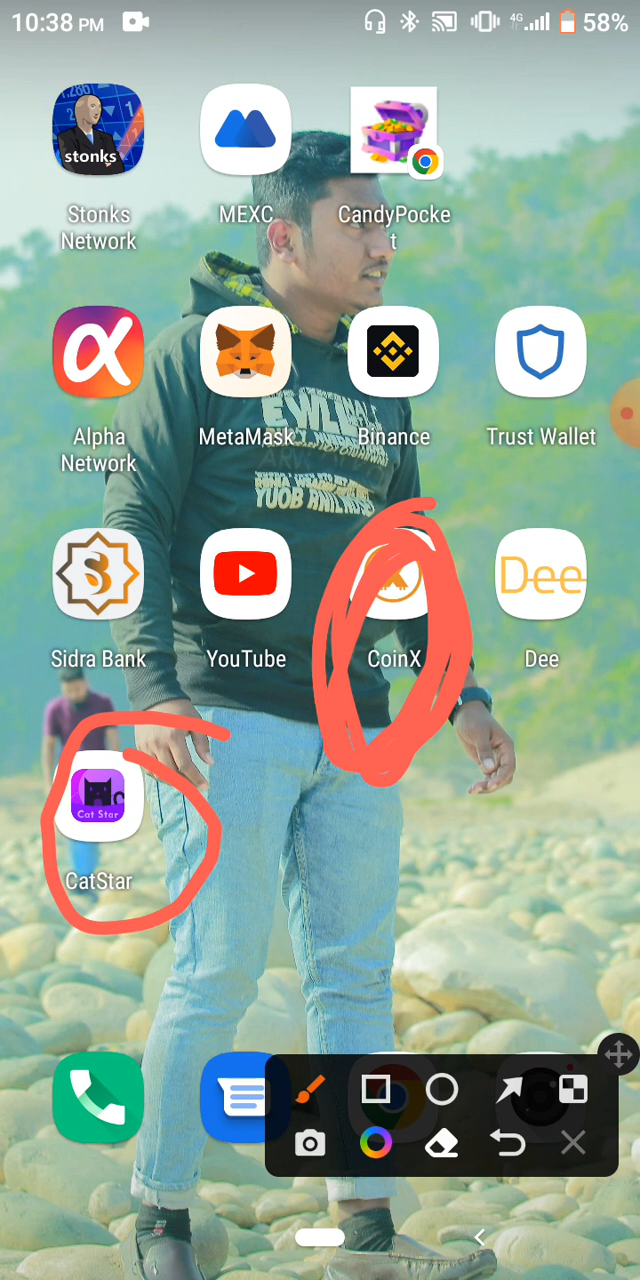 10:38 PM
4G
58%
stonks
Stonks
Network
MEXC
CandyPocke
t
Alpha
Network
MetaMask
Binance
Trust Wallet
Sidra Bank
YouTube
CoinX
Dee
Dee
Cat Star
CatStar